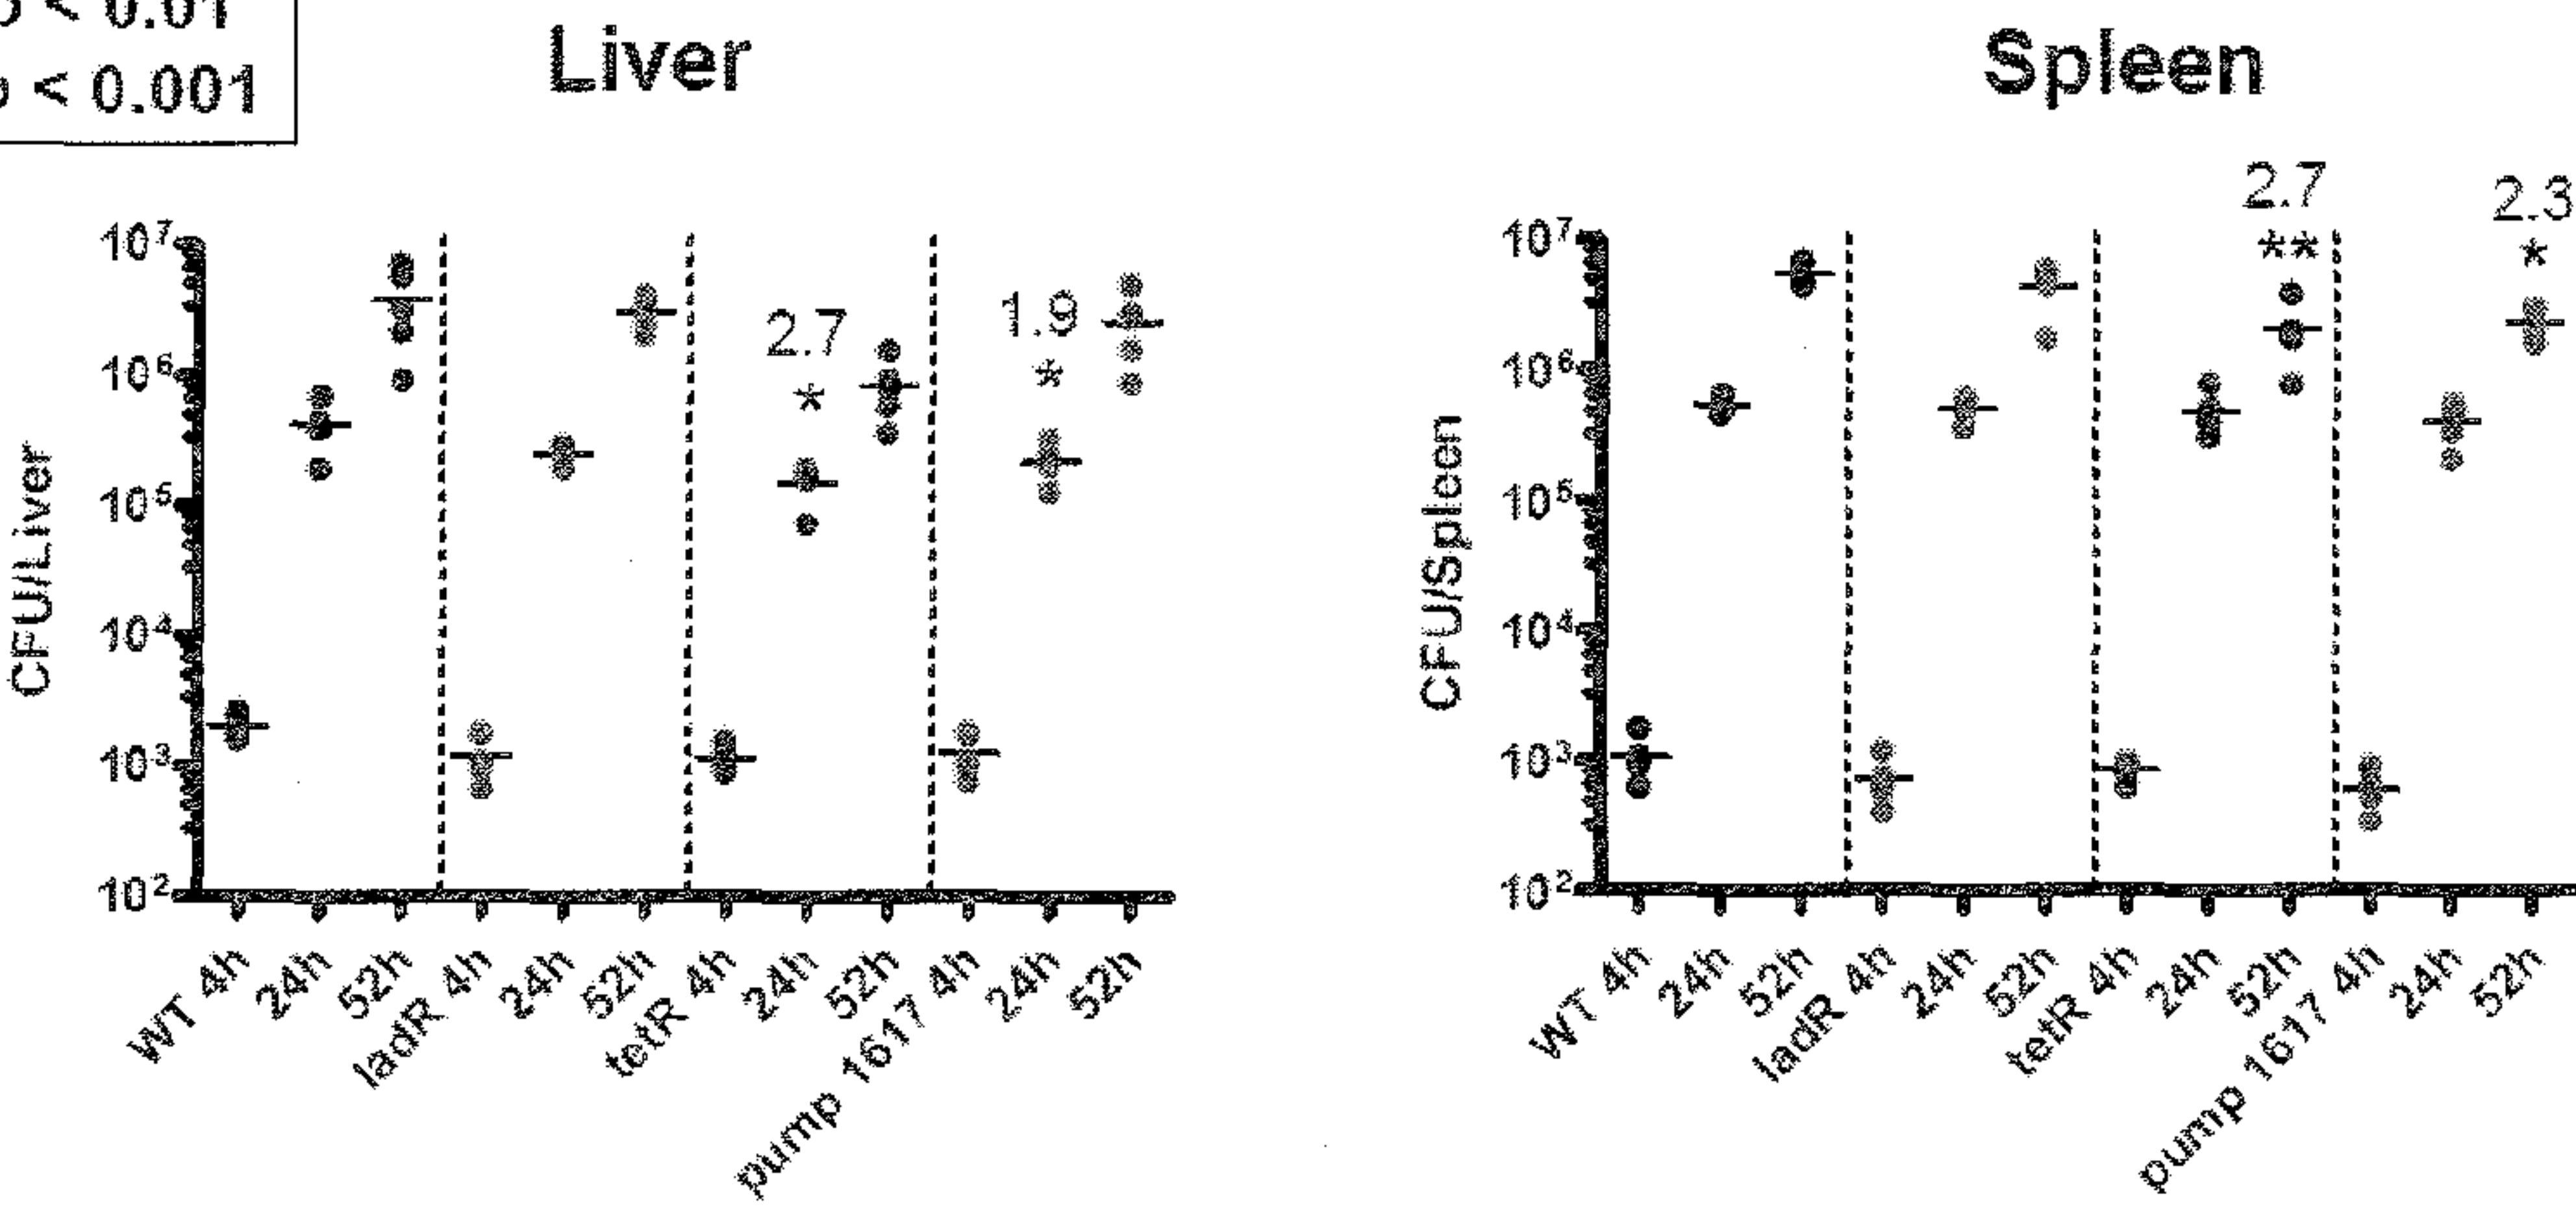 p < 0.01
p < 0.001
Liver
Spleen
CFU/Liver
10⁷
10⁶
10⁵
10⁴
10³
10²
2.7
*
1.9
*
WT 4h
24h
52h
ladR 4h
24h
52h
tetR 4h
24h
52h
pump 1617 4h
24h
52h
CFU/Spleen
10⁷
10⁶
10⁵
10⁴
10³
10²
2.7
**
2.3
*
WT 4h
24h
52h
ladR 4h
24h
52h
tetR 4h
24h
52h
pump 1617 4h
24h
52h